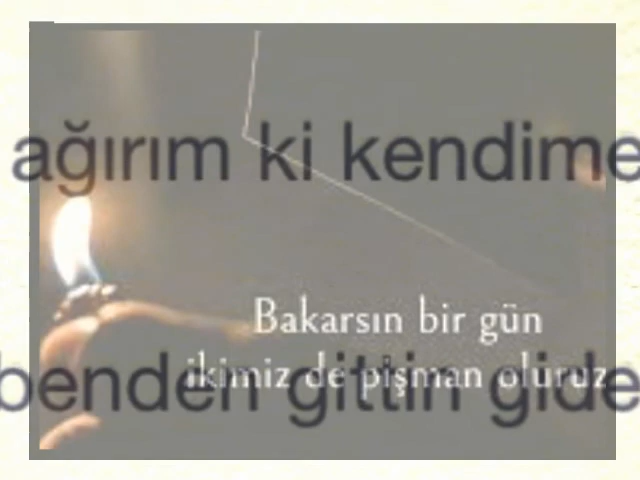 ağırım ki kendime
Bakarsın bir gün
ikimiz de pişman oluruz
benden gittin gide